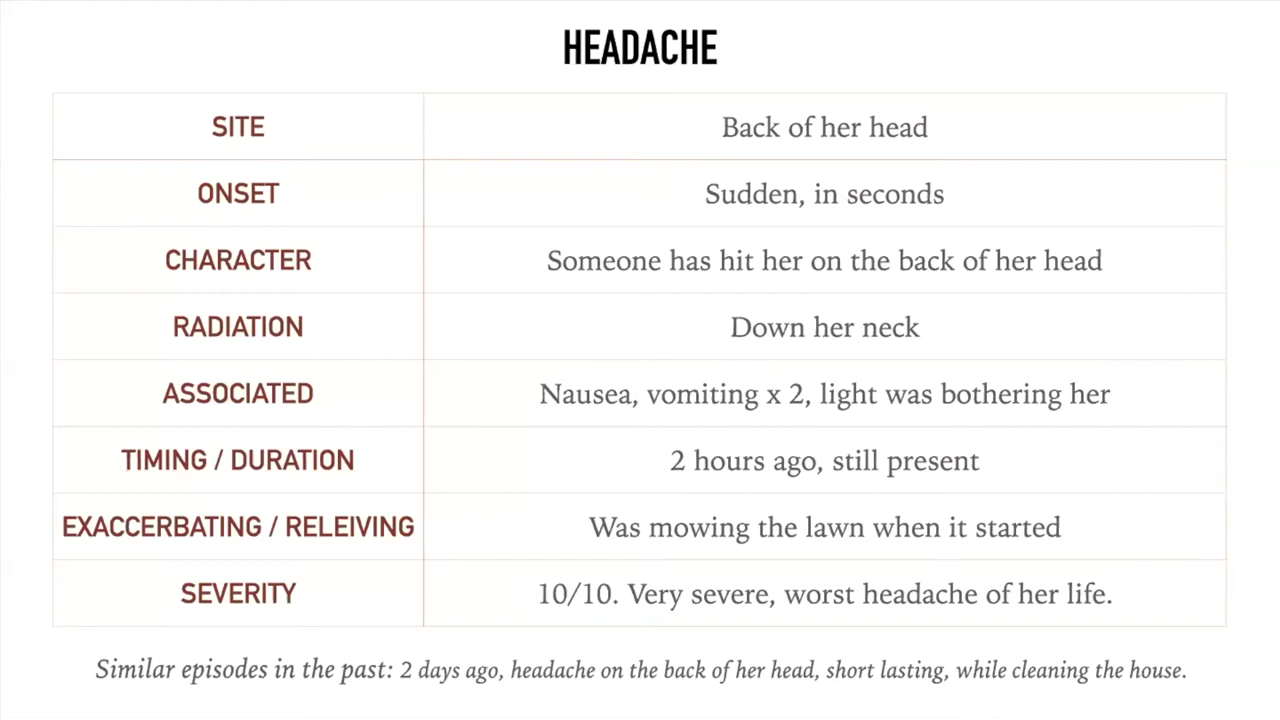 HEADACHE
SITE Back of her head
ONSET Sudden, in seconds
CHARACTER Someone has hit her on the back of her head
RADIATION Down her neck
ASSOCIATED Nausea, vomiting x 2, light was bothering her
TIMING / DURATION 2 hours ago, still present
EXACCERBATING / RELEIVING Was mowing the lawn when it started
SEVERITY 10/10. Very severe, worst headache of her life.
Similar episodes in the past: 2 days ago, headache on the back of her head, short lasting, while cleaning the house.